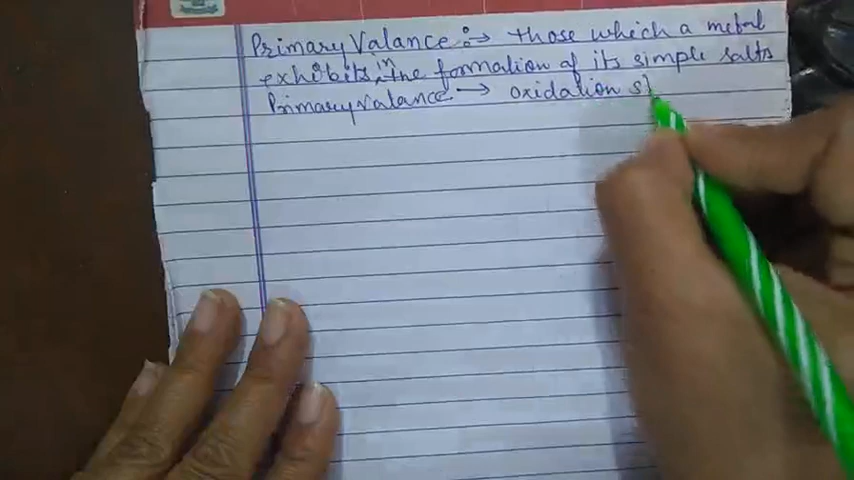 Primary Valance :→ those which a metal
exhibits in the formation of its simple salts
Primary valance → oxidation s